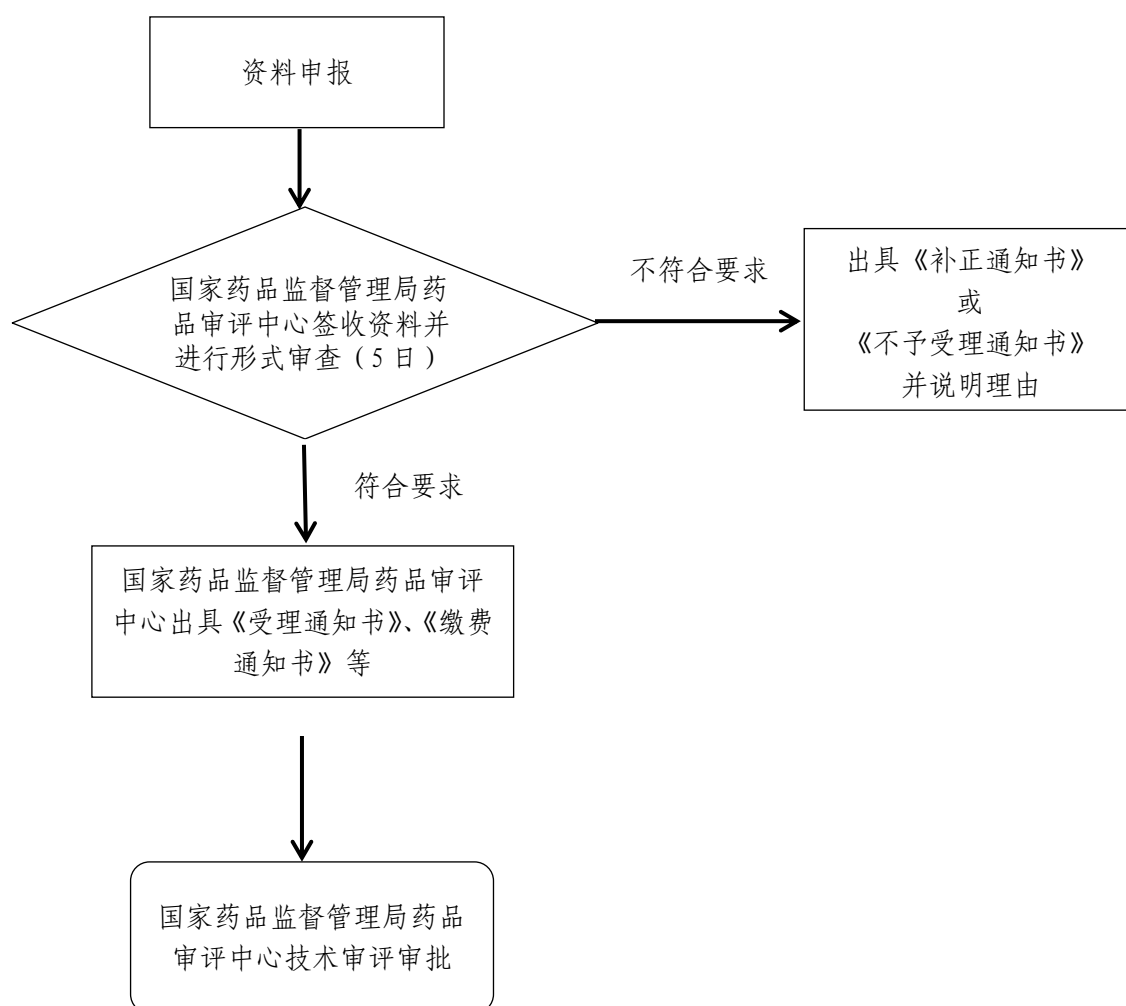 资料申报
国家药品监督管理局药
品审评中心签收资料并
进行形式审查（5日）
不符合要求
出具《补正通知书》
或
《不予受理通知书》
并说明理由
符合要求
国家药品监督管理局药品审评
中心出具《受理通知书》、《缴费
通知书》等
国家药品监督管理局药品
审评中心技术审评审批